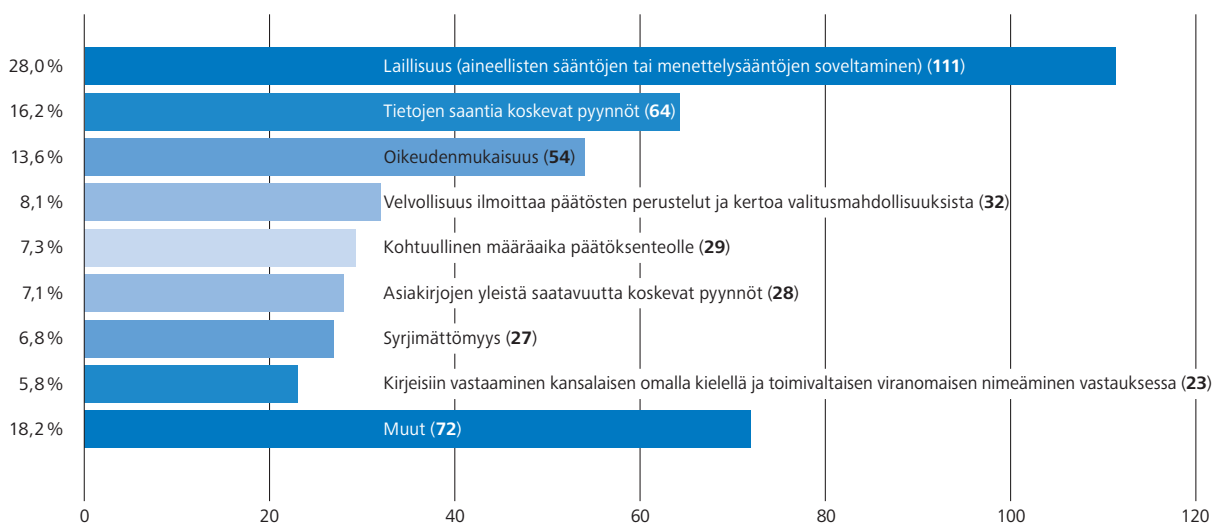 28,0 % Laillisuus (aineellisten sääntöjen tai menettelysääntöjen soveltaminen) (111)
16,2 % Tietojen saantia koskevat pyynnöt (64)
13,6 % Oikeudenmukaisuus (54)
8,1 % Velvollisuus ilmoittaa päätösten perustelut ja kertoa valitusmahdollisuuksista (32)
7,3 % Kohtuullinen määräaika päätöksenteolle (29)
7,1 % Asiakirjojen yleistä saatavuutta koskevat pyynnöt (28)
6,8 % Syrjimättömyys (27)
5,8 % Kirjeisiin vastaaminen kansalaisen omalla kielellä ja toimivaltaisen viranomaisen nimeäminen vastauksessa (23)
18,2 % Muut (72)
0 20 40 60 80 100 120